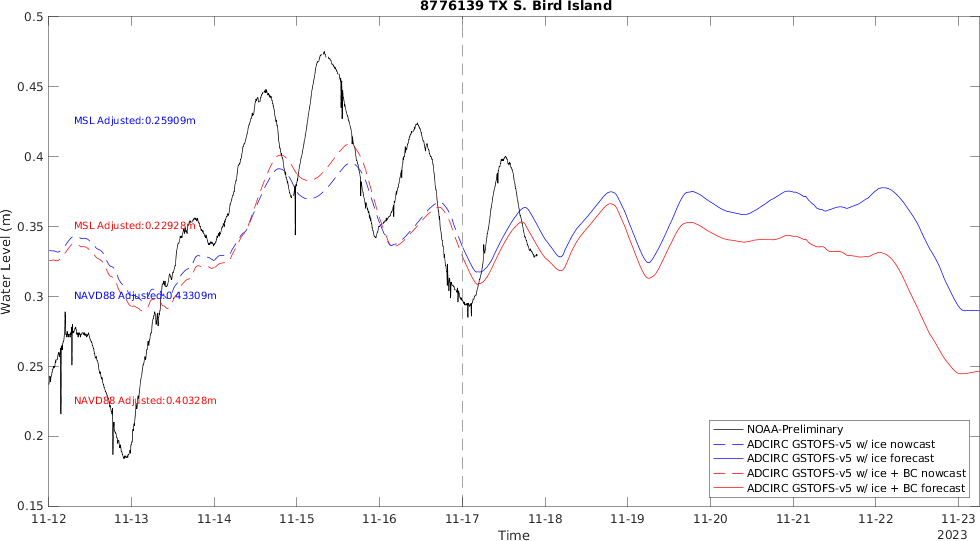 8776139 TX S. Bird Island
Water Level (m)
0.5
0.45
0.4
0.35
0.3
0.25
0.2
0.15
MSL Adjusted:0.25909m
MSL Adjusted:0.22928m
NAVD88 Adjusted:0.43309m
NAVD88 Adjusted:0.40328m
NOAA-Preliminary
ADCIRC GSTOFS-v5 w/ ice nowcast
ADCIRC GSTOFS-v5 w/ ice forecast
ADCIRC GSTOFS-v5 w/ ice + BC nowcast
ADCIRC GSTOFS-v5 w/ ice + BC forecast
11-12 11-13 11-14 11-15 11-16 11-17 11-18 11-19 11-20 11-21 11-22 11-23
Time
2023